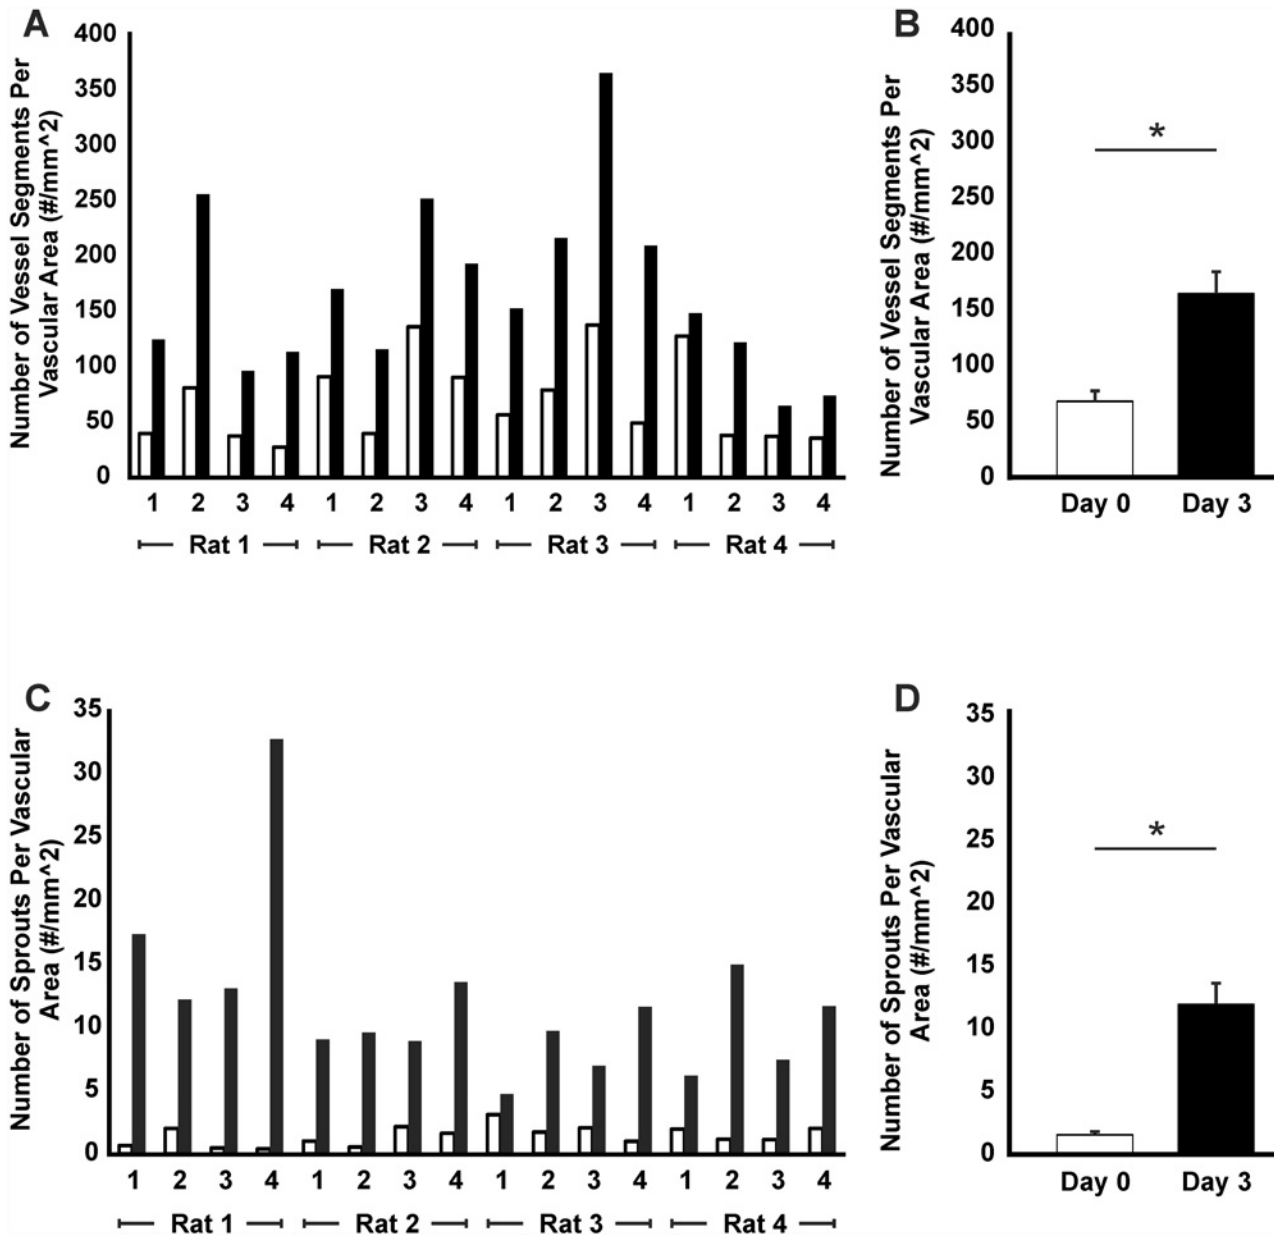 A
Number of Vessel Segments Per
Vascular Area (#/mm^2)
400
350
300
250
200
150
100
50
0
1 2 3 4 1 2 3 4 1 2 3 4 1 2 3 4
Rat 1 Rat 2 Rat 3 Rat 4
B
Number of Vessel Segments Per
Vascular Area (#/mm^2)
400
350
300
250
200
150
100
50
0
*
Day 0 Day 3
C
Number of Sprouts Per Vascular
Area (#/mm^2)
35
30
25
20
15
10
5
0
1 2 3 4 1 2 3 4 1 2 3 4 1 2 3 4
Rat 1 Rat 2 Rat 3 Rat 4
D
Number of Sprouts Per Vascular
Area (#/mm^2)
35
30
25
20
15
10
5
0
*
Day 0 Day 3